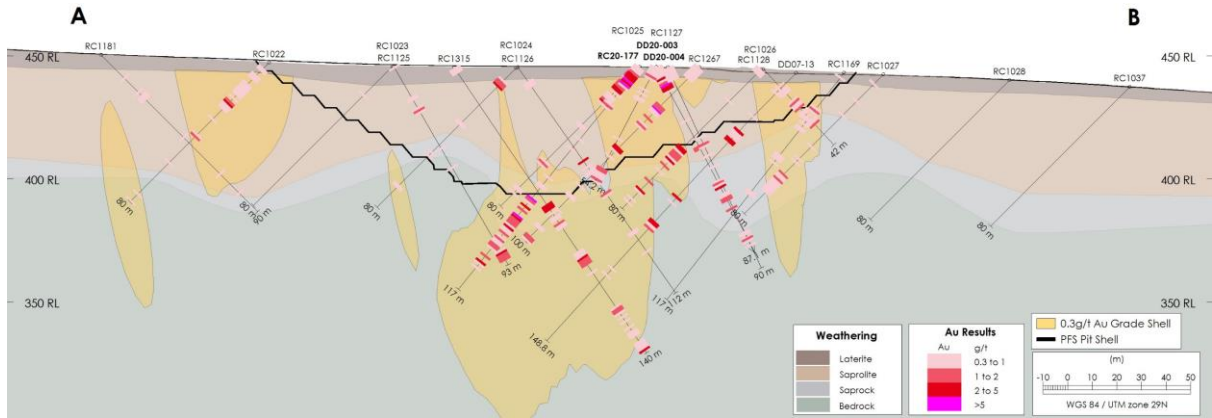 A
B
RC1025
RC1127
DD20-003
RC20-177
DD20-004
RC1181
RC1022
RC1023
RC1125
RC1315
RC1024
RC1126
RC1267
RC1026
RC1128
DD07-13
RC1169
RC1027
RC1028
RC1037
450 RL
450 RL
400 RL
400 RL
350 RL
350 RL
80 m
80 m
80 m
80 m
100 m
93 m
117 m
80 m
148.8 m
140 m
117 m
112 m
87.1 m
90 m
42 m
80 m
80 m
Weathering
Laterite
Saprolite
Saprock
Bedrock
Au Results
Au
g/t
0.3 to 1
1 to 2
2 to 5
>5
0.3g/t Au Grade Shell
PFS Pit Shell
(m)
-10 0 10 20 30 40 50
WGS 84 / UTM zone 29N